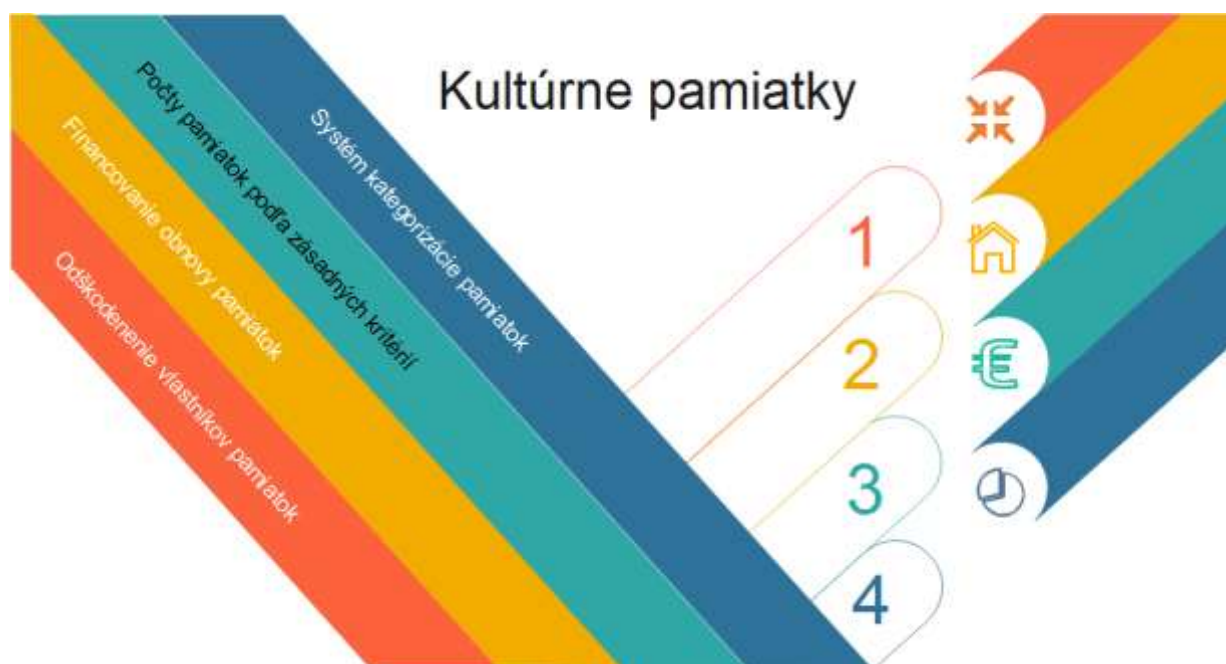 Kultúrne pamiatky
Systém kategorizácie pamiatok
Počty pamiatok podľa zásadných kritérií
Financovanie obnovy pamiatok
Odškodenenie vlastníkov pamiatok
1
2
3
4